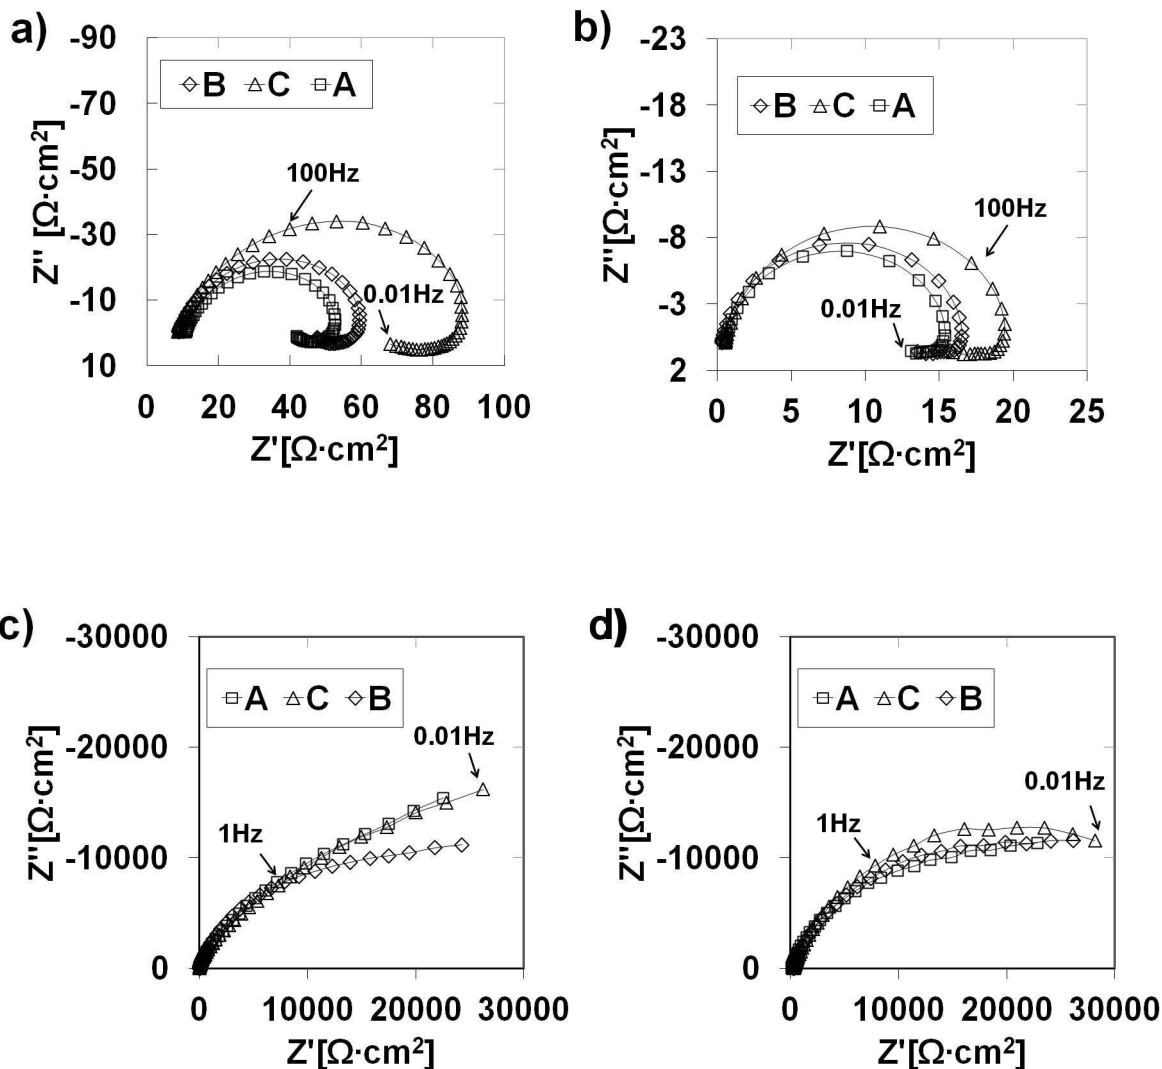 a)
-90
-70
-50
-30
-10
10
Z'' [Ω·cm²]
B C A
100Hz
0.01Hz
0 20 40 60 80 100
Z'[Ω·cm²]
b)
-23
-18
-13
-8
-3
2
Z''[Ω·cm²]
B C A
100Hz
0.01Hz
0 5 10 15 20 25
Z'[Ω·cm²]
c)
-30000
-20000
-10000
0
Z''[Ω·cm²]
A C B
0.01Hz
1Hz
0 10000 20000 30000
Z'[Ω·cm²]
d)
-30000
-20000
-10000
0
Z''[Ω·cm²]
A C B
0.01Hz
1Hz
0 10000 20000 30000
Z'[Ω·cm²]